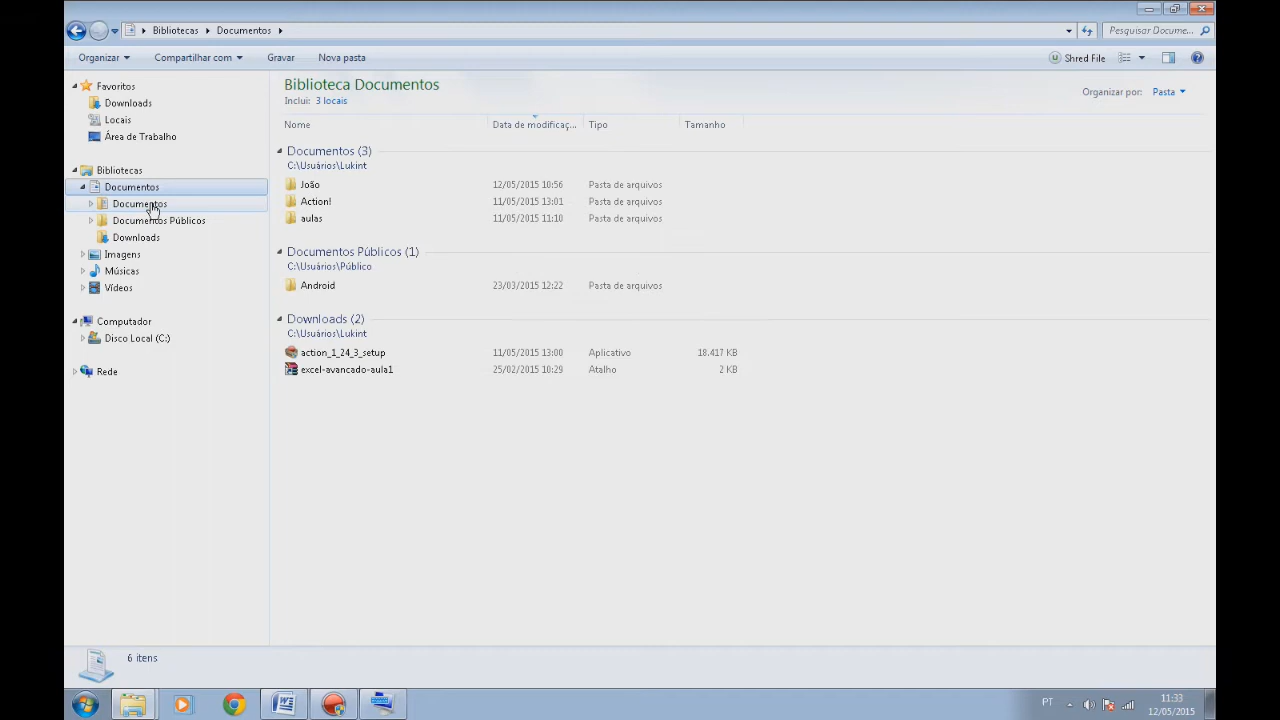 Bibliotecas Documentos Pesquisar Docume...
Organizar Compartilhar com Gravar Nova pasta Shred File
Favoritos
Downloads
Locais
Área de Trabalho
Bibliotecas
Documentos
Documentos
Documentos Públicos
Downloads
Imagens
Músicas
Vídeos
Computador
Disco Local (C:)
Rede
Biblioteca Documentos
Inclui: 3 locais
Organizar por: Pasta
Nome Data de modificaç... Tipo Tamanho
Documentos (3)
C:\Usuários\Lukint
João 12/05/2015 10:56 Pasta de arquivos
Action! 11/05/2015 13:01 Pasta de arquivos
aulas 11/05/2015 11:10 Pasta de arquivos
Documentos Públicos (1)
C:\Usuários\Público
Android 23/03/2015 12:22 Pasta de arquivos
Downloads (2)
C:\Usuários\Lukint
action_1_24_3_setup 11/05/2015 13:00 Aplicativo 18.417 KB
excel-avancado-aula1 25/02/2015 10:29 Atalho 2 KB
6 itens
PT 11:33
12/05/2015